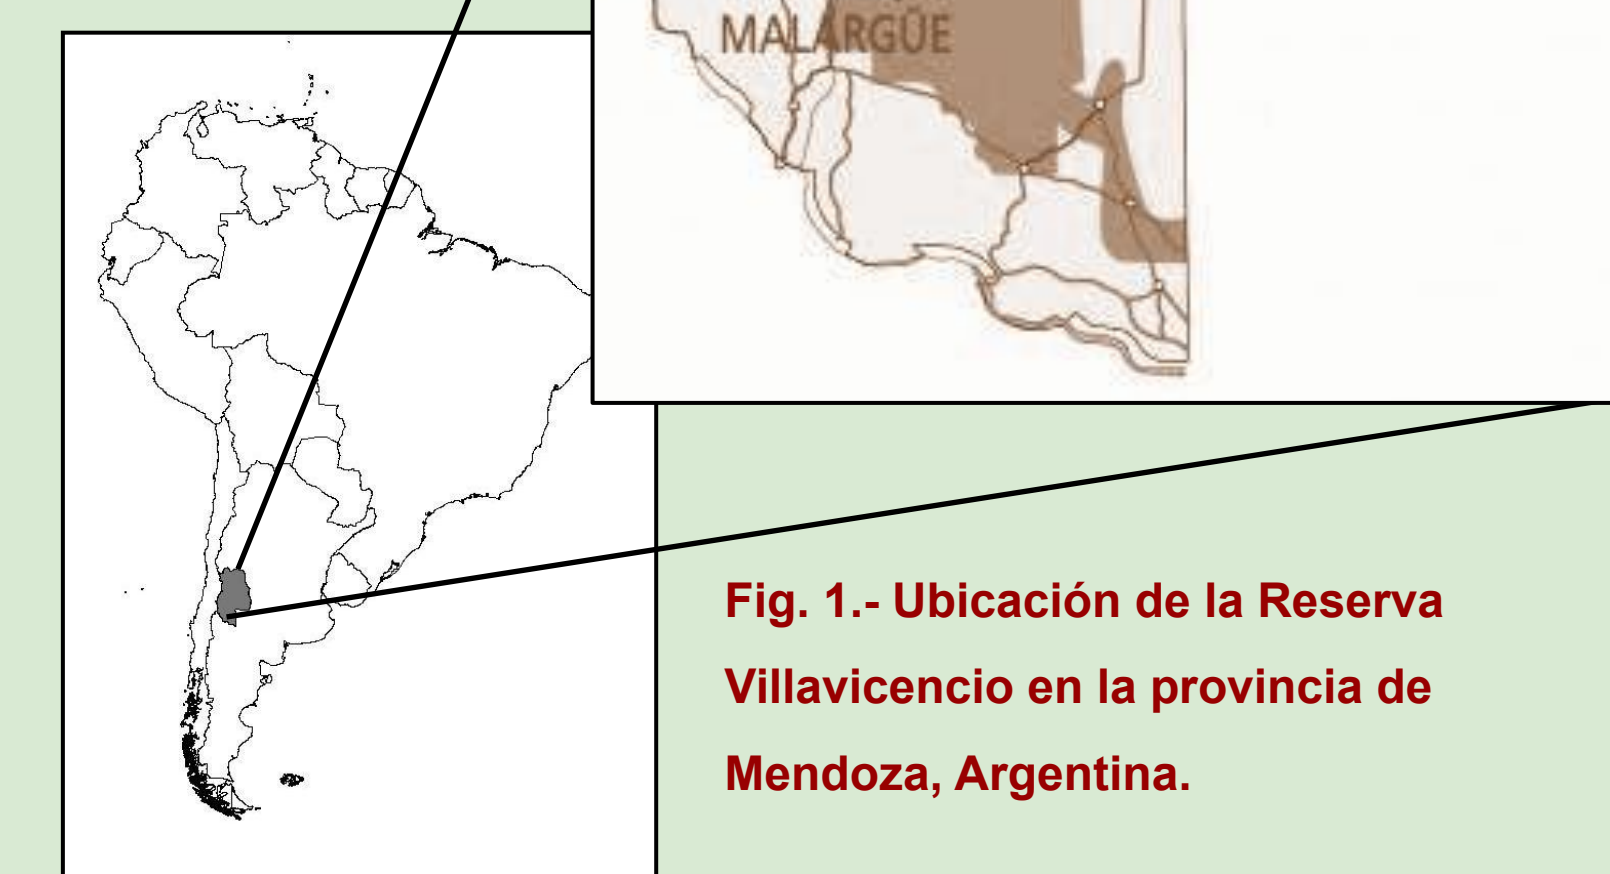 MALARGÜE
Fig. 1.- Ubicación de la Reserva
Villavicencio en la provincia de
Mendoza, Argentina.